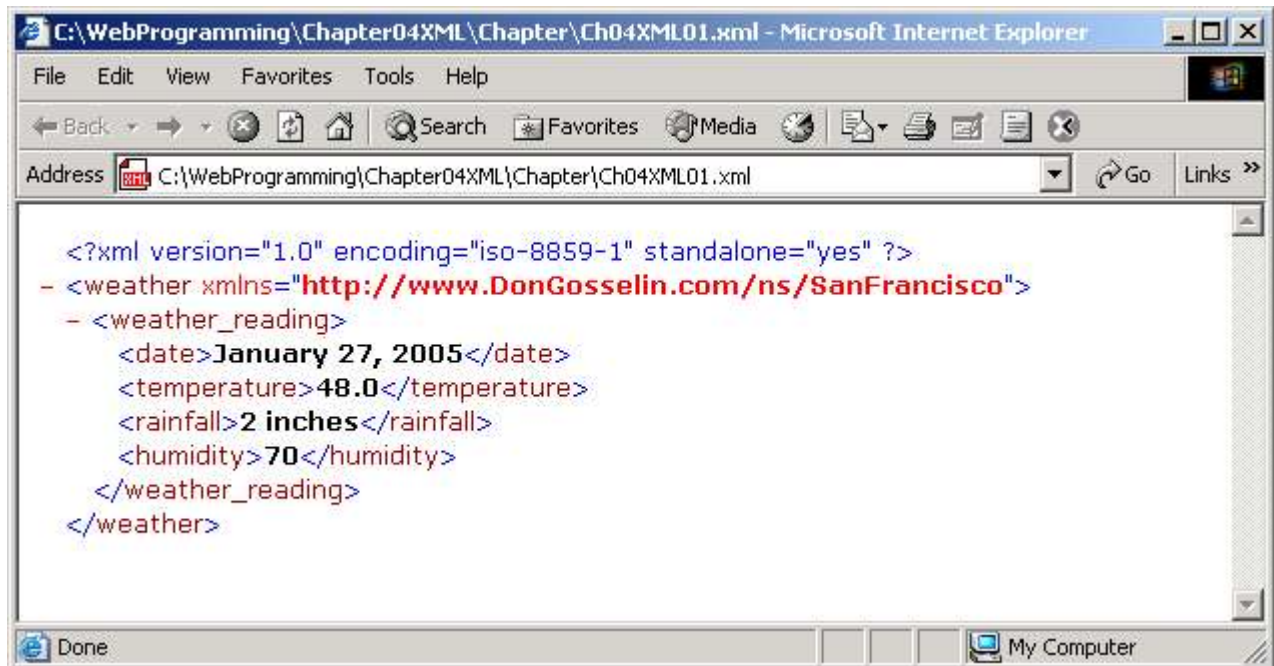 C:\WebProgramming\Chapter04XML\Chapter\Ch04XML01.xml - Microsoft Internet Explorer
File Edit View Favorites Tools Help
Back Search Favorites Media
Address C:\WebProgramming\Chapter04XML\Chapter\Ch04XML01.xml Go Links »
<?xml version="1.0" encoding="iso-8859-1" standalone="yes" ?>
- <weather xmlns="http://www.DonGosselin.com/ns/SanFrancisco">
- <weather_reading>
<date>January 27, 2005</date>
<temperature>48.0</temperature>
<rainfall>2 inches</rainfall>
<humidity>70</humidity>
</weather_reading>
</weather>
Done My Computer